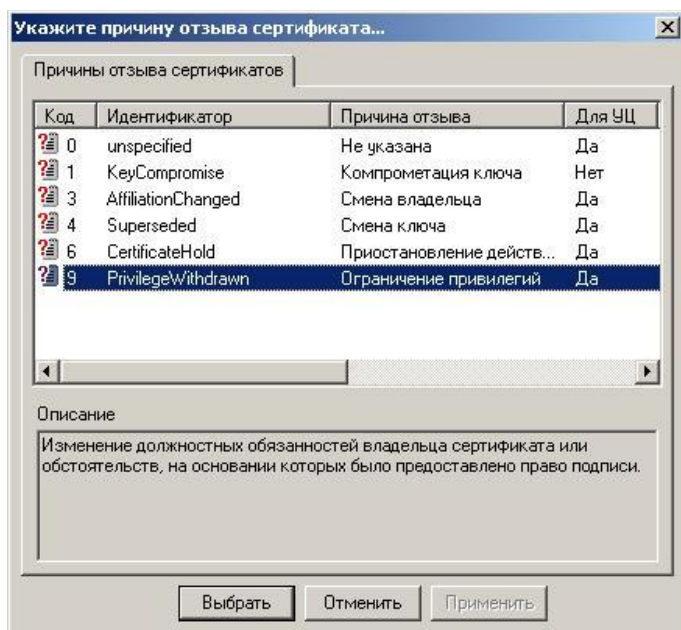 Укажите причину отзыва сертификата...
Причины отзыва сертификатов
Код Идентификатор Причина отзыва Для УЦ
0 unspecified Не указана Да
1 KeyCompromise Компрометация ключа Нет
3 AffiliationChanged Смена владельца Да
4 Superseded Смена ключа Да
6 CertificateHold Приостановление действ... Да
9 PrivilegeWithdrawn Ограничение привилегий Да
Описание
Изменение должностных обязанностей владельца сертификата или
обстоятельств, на основании которых было предоставлено право подписи.
Выбрать Отменить Применить